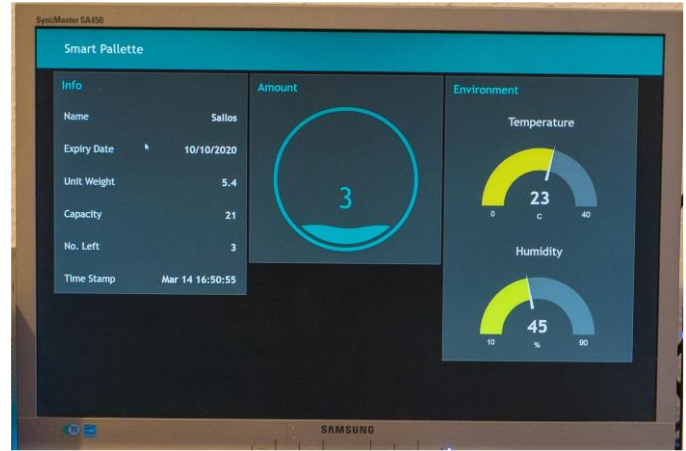 SyncMaster SA450
Smart Pallette
Info
Name Sallos
Expiry Date 10/10/2020
Unit Weight 5.4
Capacity 21
No. Left 3
Time Stamp Mar 14 16:50:55
Amount
3
Environment
Temperature
23
0 C 40
Humidity
45
10 % 90
SAMSUNG